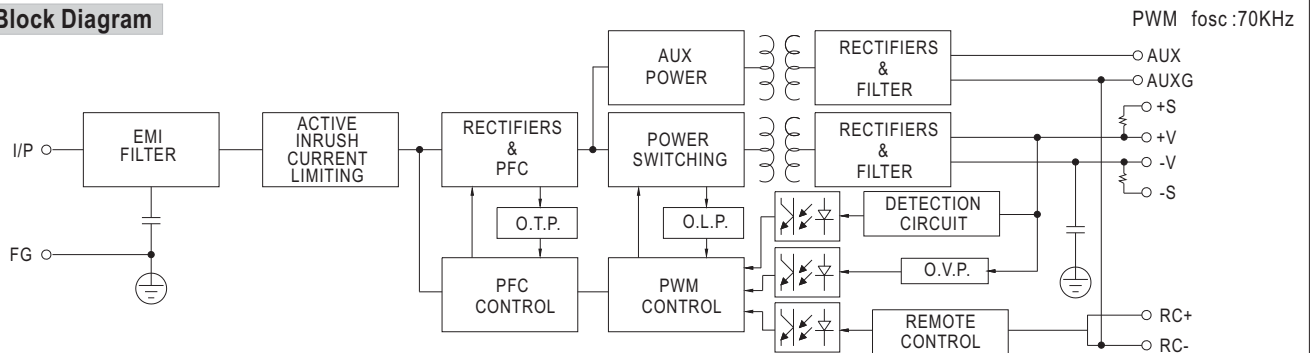 Block Diagram
PWM fosc :70KHz
AUX
POWER
RECTIFIERS
&
FILTER
AUX
AUXG
+S
I/P
EMI
FILTER
ACTIVE
INRUSH
CURRENT
LIMITING
RECTIFIERS
&
PFC
POWER
SWITCHING
RECTIFIERS
&
FILTER
+V
-V
-S
O.T.P.
O.L.P.
DETECTION
CIRCUIT
FG
PFC
CONTROL
PWM
CONTROL
O.V.P.
REMOTE
CONTROL
RC+
RC-